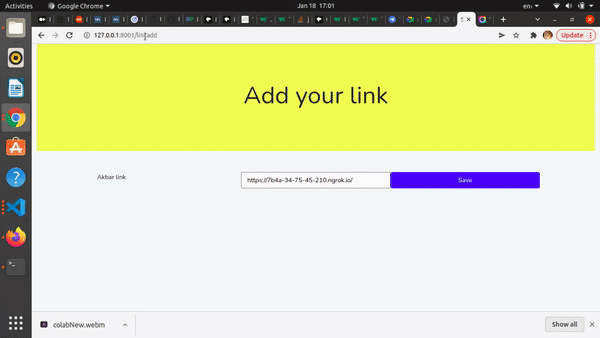 Activities
Google Chrome
Jan 18 17:01
en₁
127.0.0.1:8001/linkadd
Update
Add your link
Akbar link
https://7b4a-34-75-45-210.ngrok.io/
Save
colabNew.webm
Show all